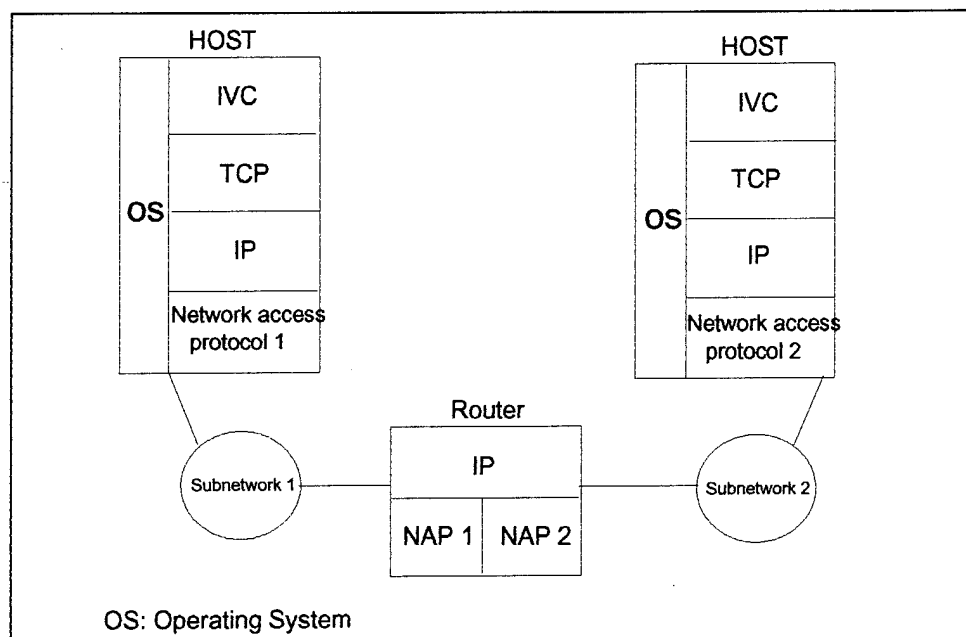 HOST
IVC
TCP
OS
IP
Network access
protocol 1
HOST
IVC
TCP
OS
IP
Network access
protocol 2
Router
IP
NAP 1
NAP 2
Subnetwork 1
Subnetwork 2
OS: Operating System